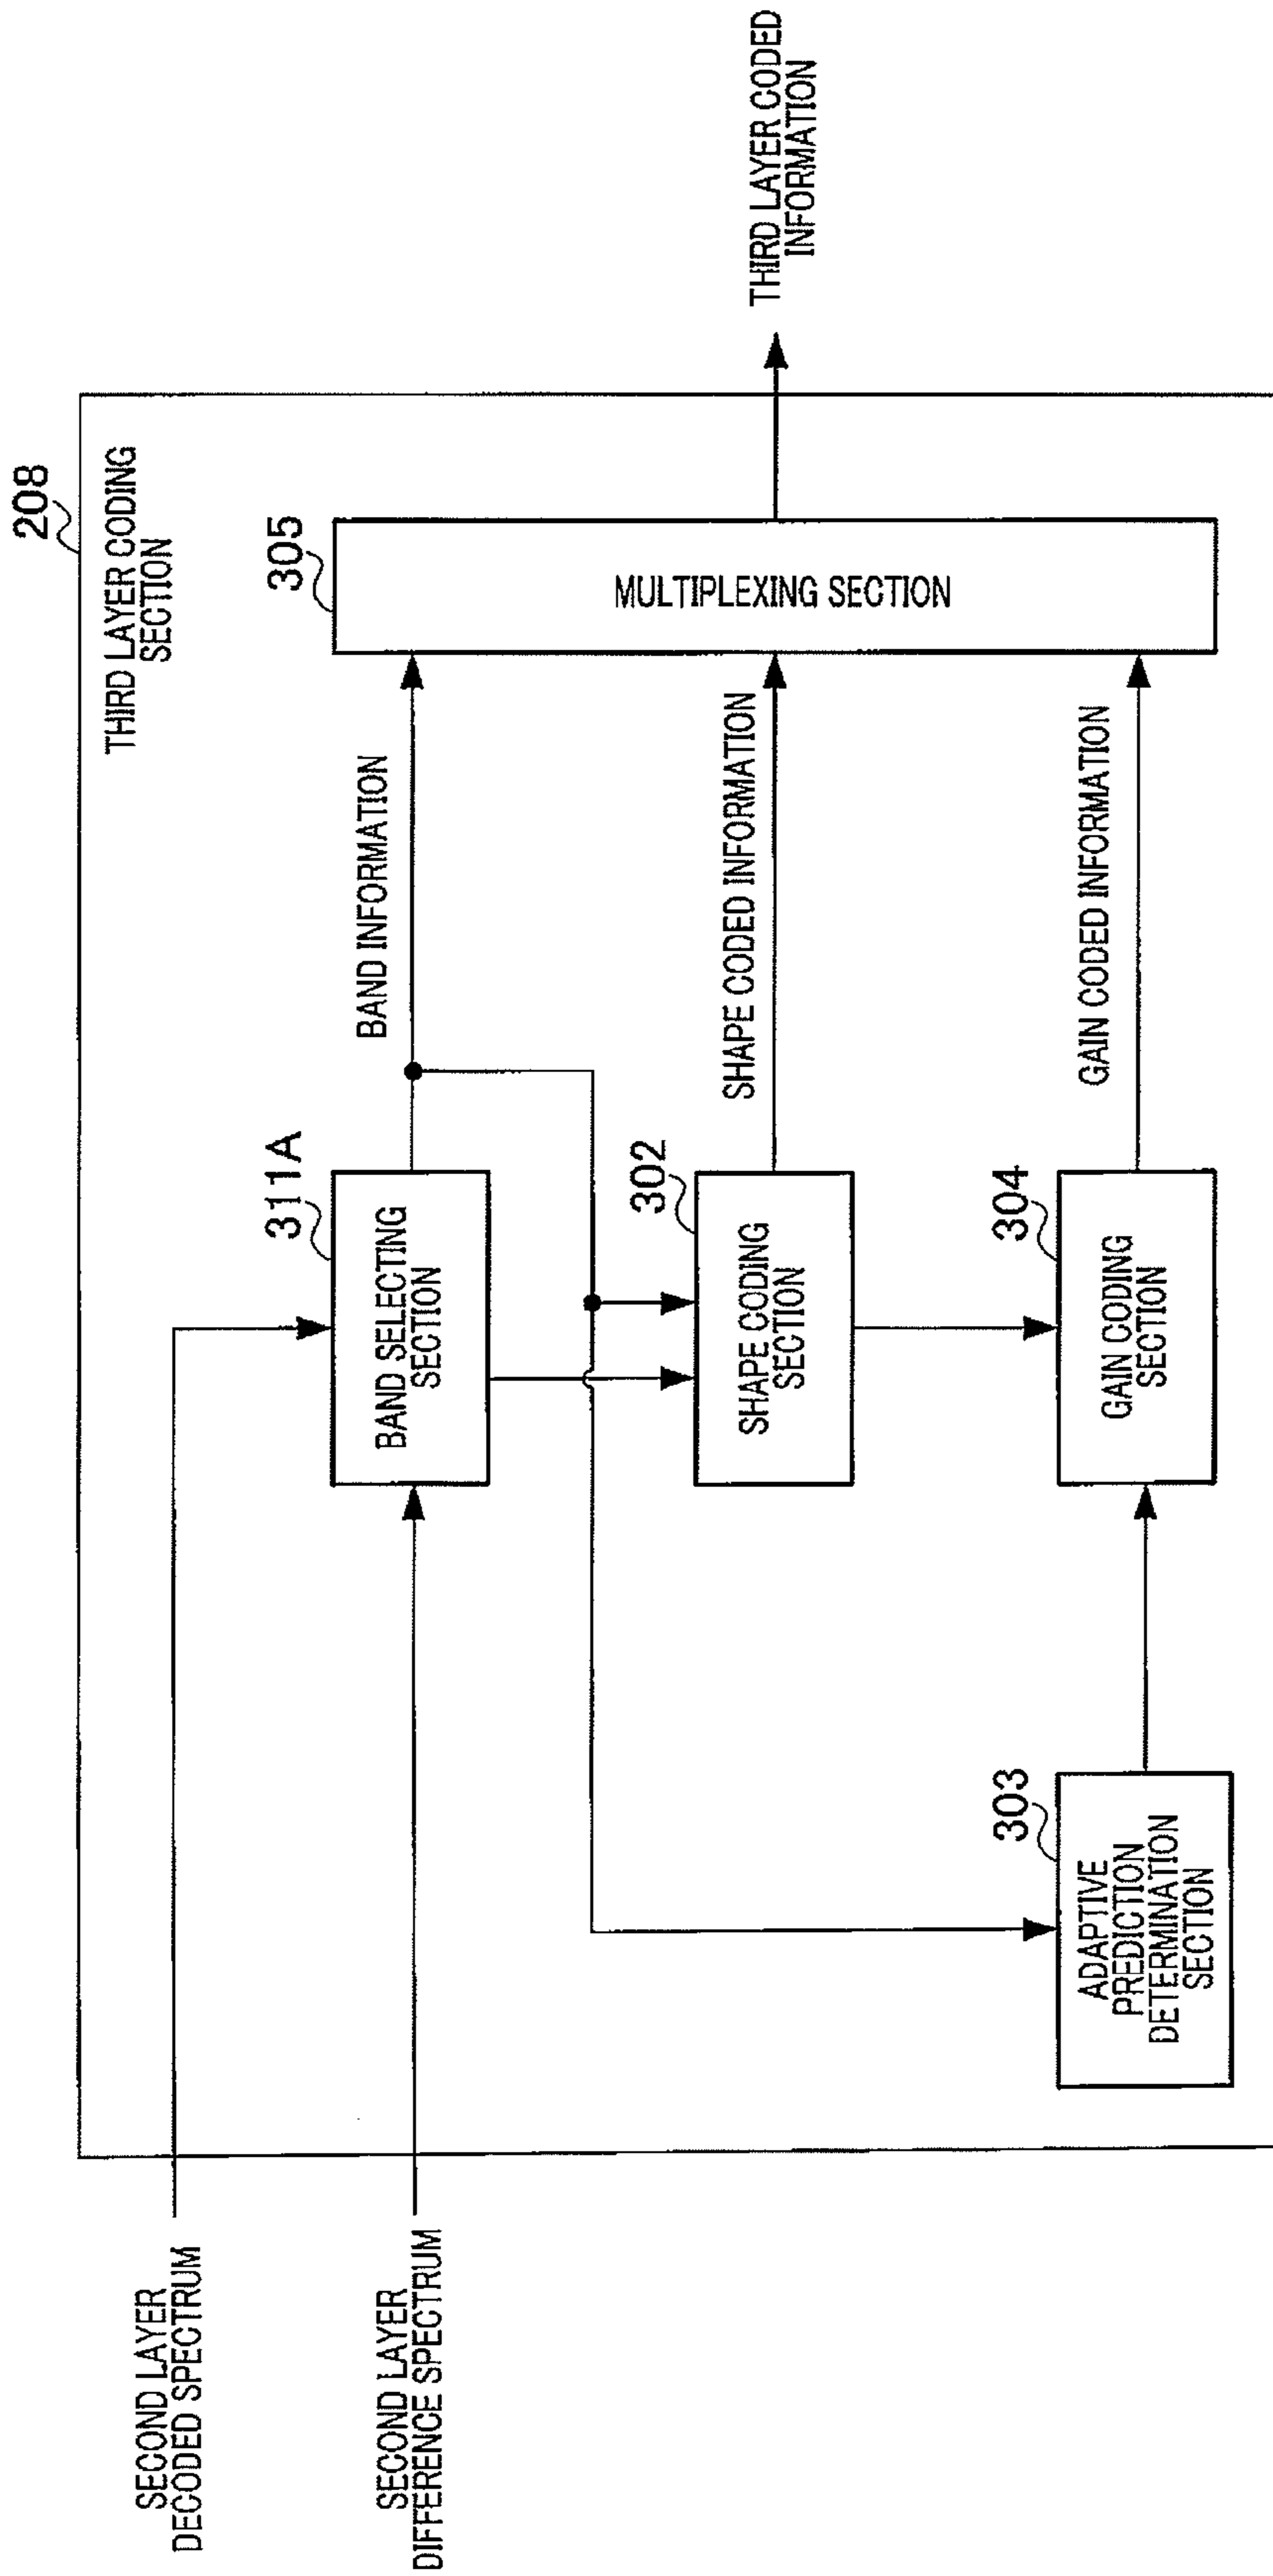 208
THIRD LAYER CODING
SECTION
SECOND LAYER
DECODED SPECTRUM
SECOND LAYER
DIFFERENCE SPECTRUM
311A
BAND SELECTING
SECTION
BAND INFORMATION
305
MULTIPLEXING SECTION
302
SHAPE CODING
SECTION
SHAPE CODED INFORMATION
THIRD LAYER CODED
INFORMATION
303
ADAPTIVE
PREDICTION
DETERMINATION
SECTION
304
GAIN CODING
SECTION
GAIN CODED INFORMATION